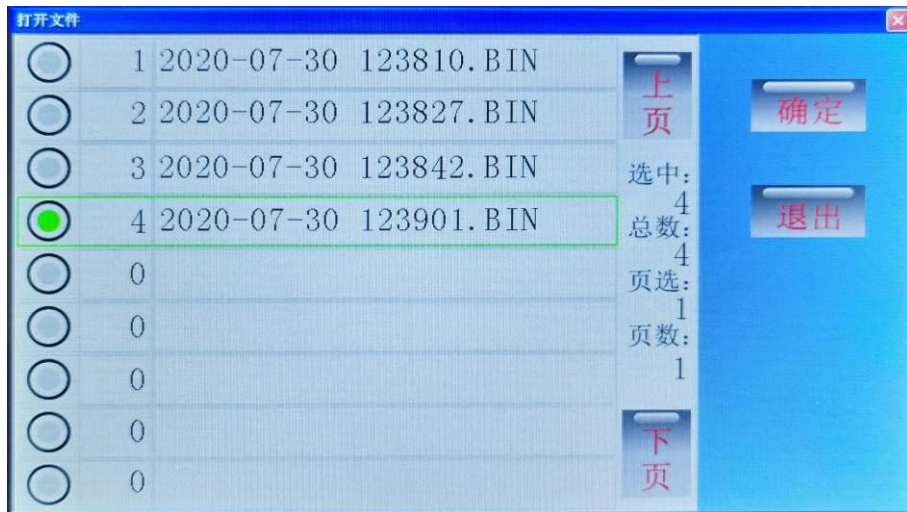 打开文件
1 2020-07-30 123810.BIN
2 2020-07-30 123827.BIN
3 2020-07-30 123842.BIN
4 2020-07-30 123901.BIN
0
0
0
0
0
上页
选中:
4
总数:
4
页选:
1
页数:
1
下页
确定
退出